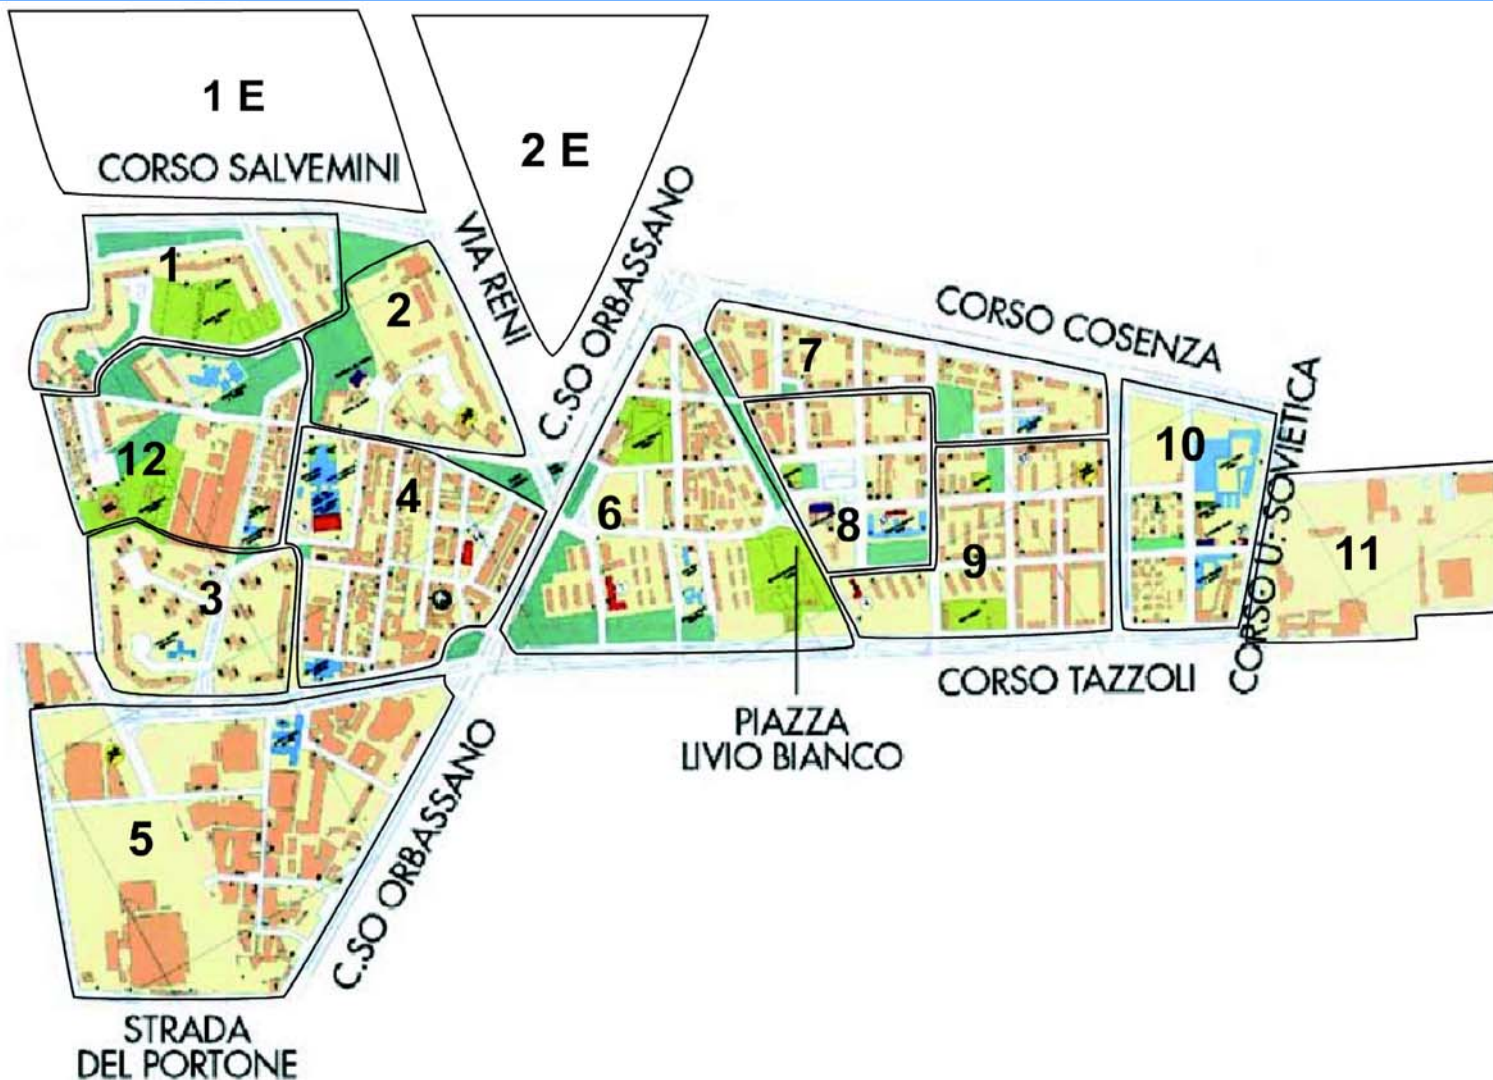 1 E
2 E
CORSO SALVEMINI
VIA RENI
C.SO ORBASSANO
1
2
CORSO COSENZA
7
12
4
6
8
9
10
CORSO U. SOVIETICA
11
3
CORSO TAZZOLI
PIAZZA
LIVIO BIANCO
5
C.SO ORBASSANO
STRADA
DEL PORTONE